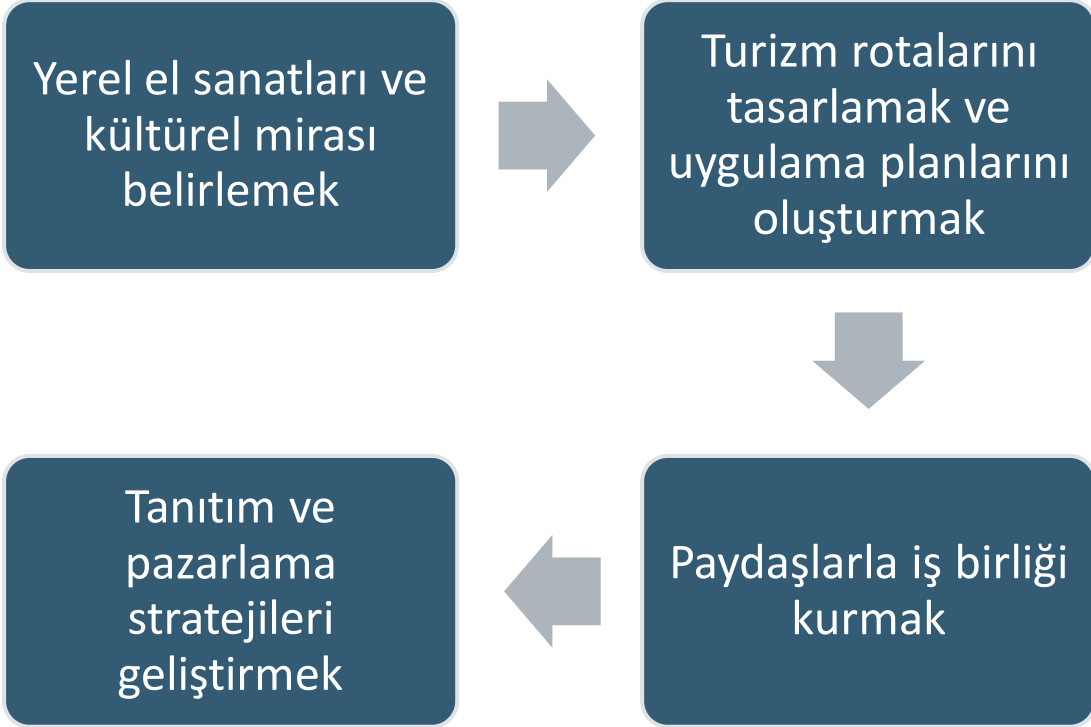 Yerel el sanatları ve
kültürel mirası
belirlemek
Turizm rotalarını
tasarlamak ve
uygulama planlarını
oluşturmak
Paydaşlarla iş birliği
kurmak
Tanıtım ve
pazarlama
stratejileri
geliştirmek